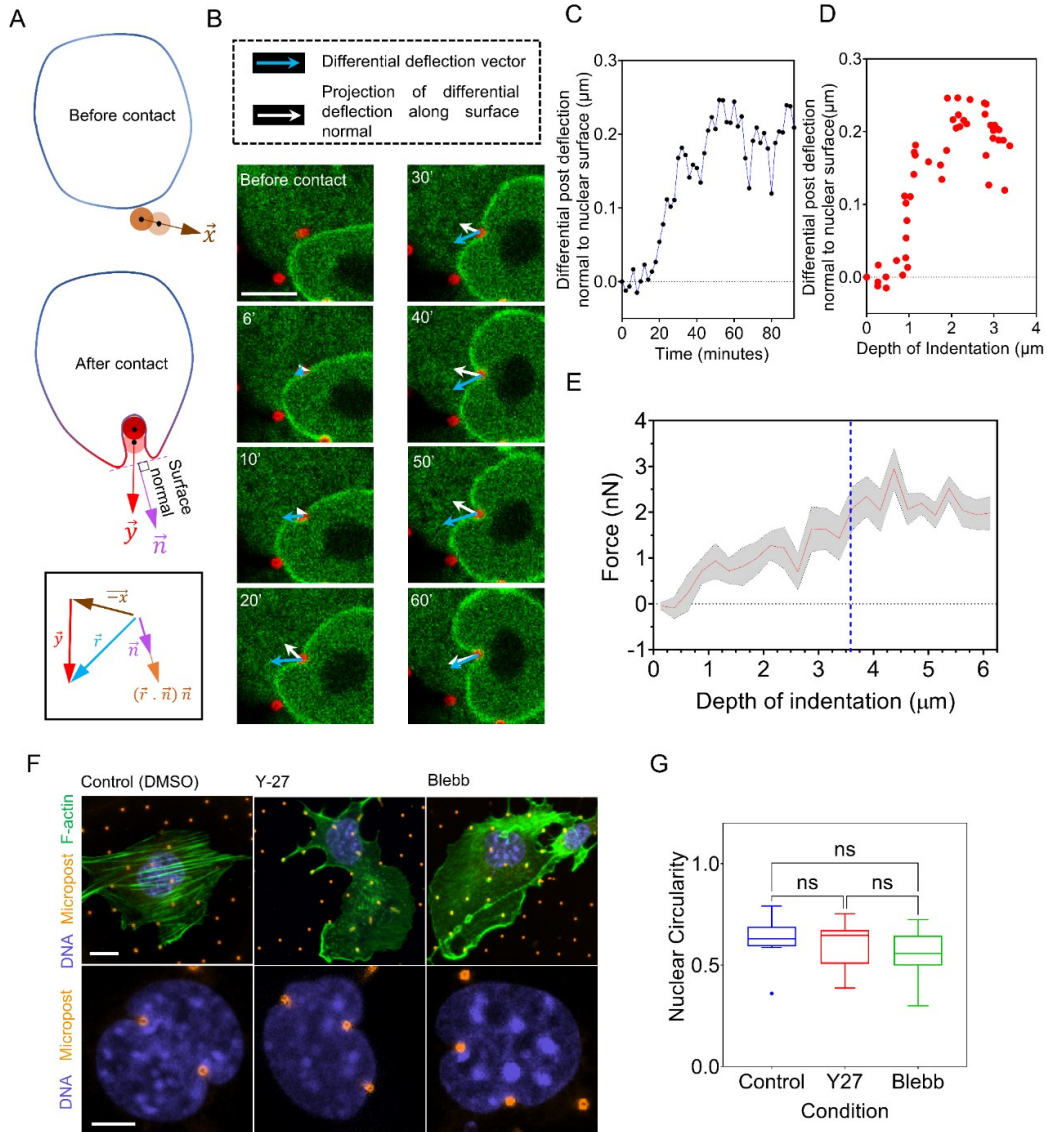 A
Before contact
x
After contact
Surface
normal
y
n
-x
y
r
n
(r . n) n
B
Differential deflection vector
Projection of differential
deflection along surface
normal
Before contact
30'
6'
40'
10'
50'
20'
60'
C
Differential post deflection
normal to nuclear surface (μm)
0.3
0.2
0.1
0.0
0 20 40 60 80
Time (minutes)
D
Differential post deflection
normal to nuclear surface(μm)
0.3
0.2
0.1
0.0
0 1 2 3 4
Depth of Indentation (μm
E
Force (nN)
4
3
2
1
0
-1
0 1 2 3 4 5 6
Depth of indentation (μm)
F
Control (DMSO) Y-27 Blebb
DNA Micropost F-actin
DNA Micropost
G
Nuclear Circularity
1.0
0.5
0.0
ns
ns ns
Control Y27 Blebb
Condition